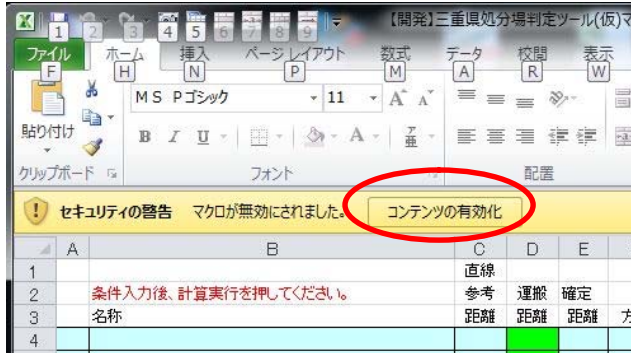 【開発】三重県処分場判定ツール(仮)マ
1 2 3 4 5 6 7 8 9
ファイル ホーム 挿入 ページレイアウト 数式 データ 校閲 表示
F H N P M A R W
MS Pゴシック 11 A A
貼り付け B I U A ア亜
クリップボード フォント 配置
セキュリティの警告 マクロが無効にされました。 コンテンツの有効化
A B C D E
1 直線
2 条件入力後、計算実行を押してください。 参考 運搬 確定
3 名称 距離 距離 距離
4